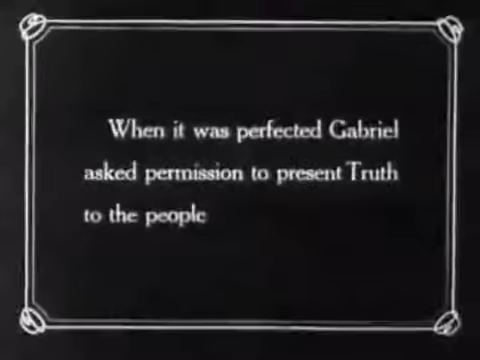 When it was perfected Gabriel
asked permission to present Truth
to the people